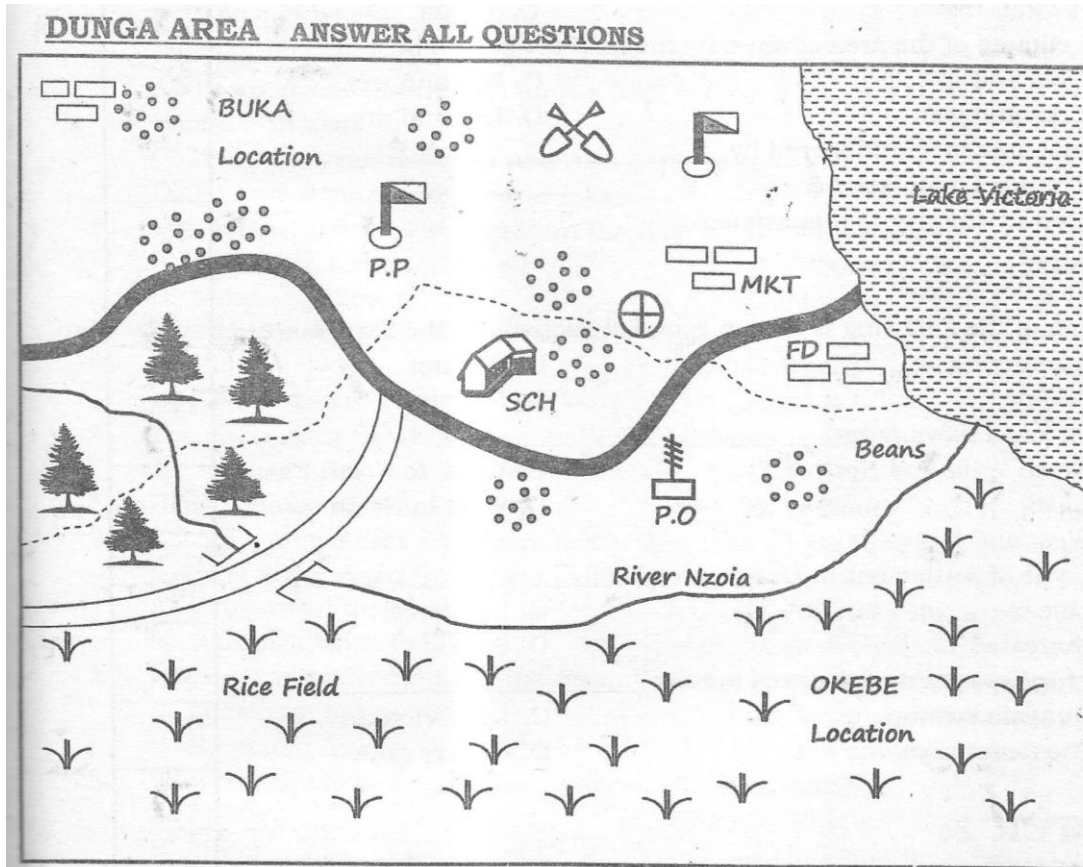 DUNGA AREA   ANSWER ALL QUESTIONS
BUKA
Location
Lake Victoria
P.P
MKT
FD
SCH
Beans
P.O
River Nzoia
Rice Field
OKEBE
Location